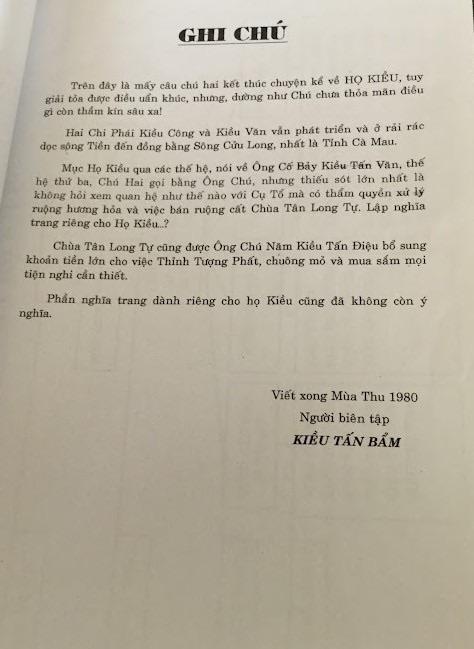 GHI CHÚ
Trên đây là mấy câu chú hai kết thúc chuyện kể về HỌ KIỀU, tuy
giải tỏa được điều uẩn khúc, nhưng, dường như Chú chưa thỏa mãn điều
gì còn thầm kín sâu xa!
Hai Chi Phái Kiều Công và Kiều Văn vẫn phát triển và ở rải rác
dọc sông Tiền đến đồng bằng Sông Cửu Long, nhất là Tỉnh Cà Mau.
Mục Họ Kiều qua các thế hệ, nói về Ông Cố Bảy Kiều Tấn Văn, thế
hệ thứ ba, Chú Hai gọi bằng Ông Chú, nhưng thiếu sót lớn nhất là
không hỏi xem quan hệ như thế nào với Cụ Tổ mà có thẩm quyền xử lý
ruộng hương hỏa và việc bán ruộng cất Chùa Tân Long Tự. Lập nghĩa
trang riêng cho Họ Kiều...?
Chùa Tân Long Tự cũng được Ông Chú Năm Kiều Tấn Điệu bổ sung
khoản tiền lớn cho việc Thỉnh Tượng Phật, chuông mõ và mua sắm mọi
tiện nghi cần thiết.
Phần nghĩa trang dành riêng cho họ Kiều cũng đã không còn ý
nghĩa.
Viết xong Mùa Thu 1980
Người biên tập
KIỀU TẤN BẨM